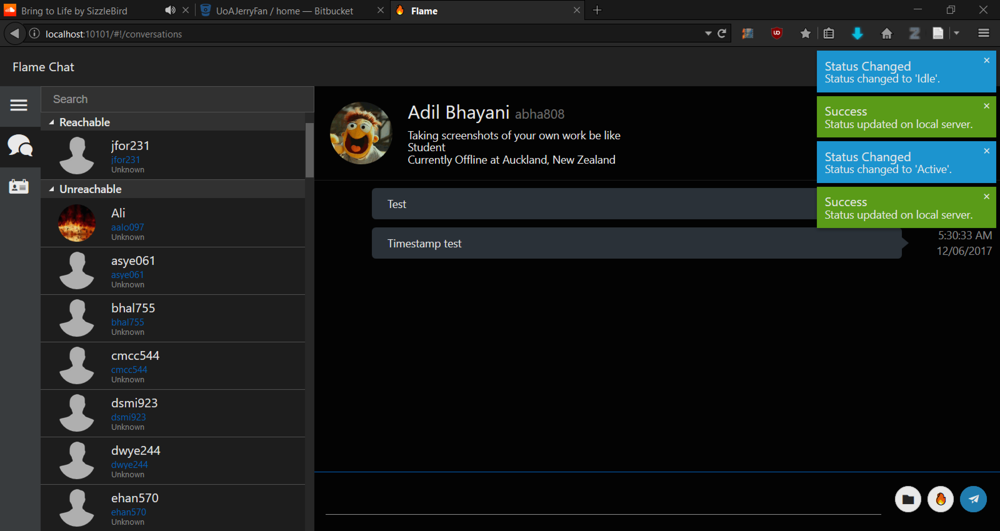 Bring to Life by SizzleBird
UoAJerryFan / home — Bitbucket
Flame
localhost:10101/#!/conversations
Flame Chat
Search
Reachable
jfor231
jfor231
Unknown
Unreachable
Ali
aalo097
Unknown
asye061
asye061
Unknown
bhal755
bhal755
Unknown
cmcc544
cmcc544
Unknown
dsmi923
dsmi923
Unknown
dwye244
dwye244
Unknown
ehan570
ehan570
Unknown
Adil Bhayani abha808
Taking screenshots of your own work be like
Student
Currently Offline at Auckland, New Zealand
Test
Timestamp test
5:30:33 AM
12/06/2017
Status Changed
Status changed to 'Idle'.
Success
Status updated on local server.
Status Changed
Status changed to 'Active'.
Success
Status updated on local server.